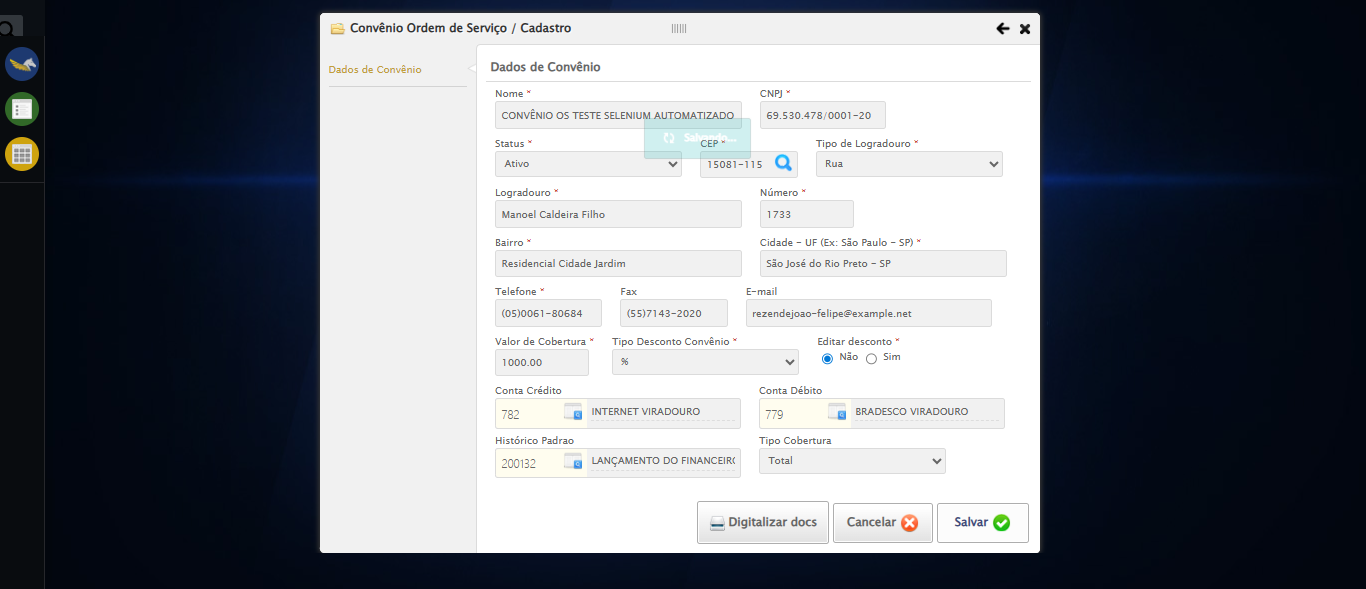 Convênio Ordem de Serviço / Cadastro
Dados de Convênio
Dados de Convênio
Nome * CNPJ *
CONVÊNIO OS TESTE SELENIUM AUTOMATIZADO 69.530.478/0001-20
Salvando...
Status * CEP * Tipo de Logradouro *
Ativo 15081-115 Rua
Logradouro * Número *
Manoel Caldeira Filho 1733
Bairro * Cidade - UF (Ex: São Paulo - SP) *
Residencial Cidade Jardim São José do Rio Preto - SP
Telefone * Fax E-mail
(05)0061-80684 (55)7143-2020 rezendejoao-felipe@example.net
Valor de Cobertura * Tipo Desconto Convênio * Editar desconto *
1000.00 % Não Sim
Conta Crédito Conta Débito
782 INTERNET VIRADOURO 779 BRADESCO VIRADOURO
Histórico Padrao Tipo Cobertura
200132 LANÇAMENTO DO FINANCEIRO Total
Digitalizar docs Cancelar Salvar